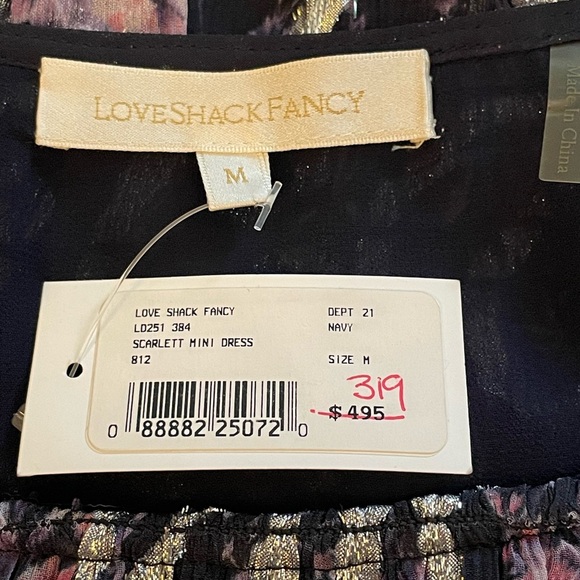 LOVESHACKFANCY
M
Made in China
LOVE SHACK FANCY DEPT 21
LD251 384 NAVY
SCARLETT MINI DRESS
812 SIZE M
319
$495
0 88882 25072 0